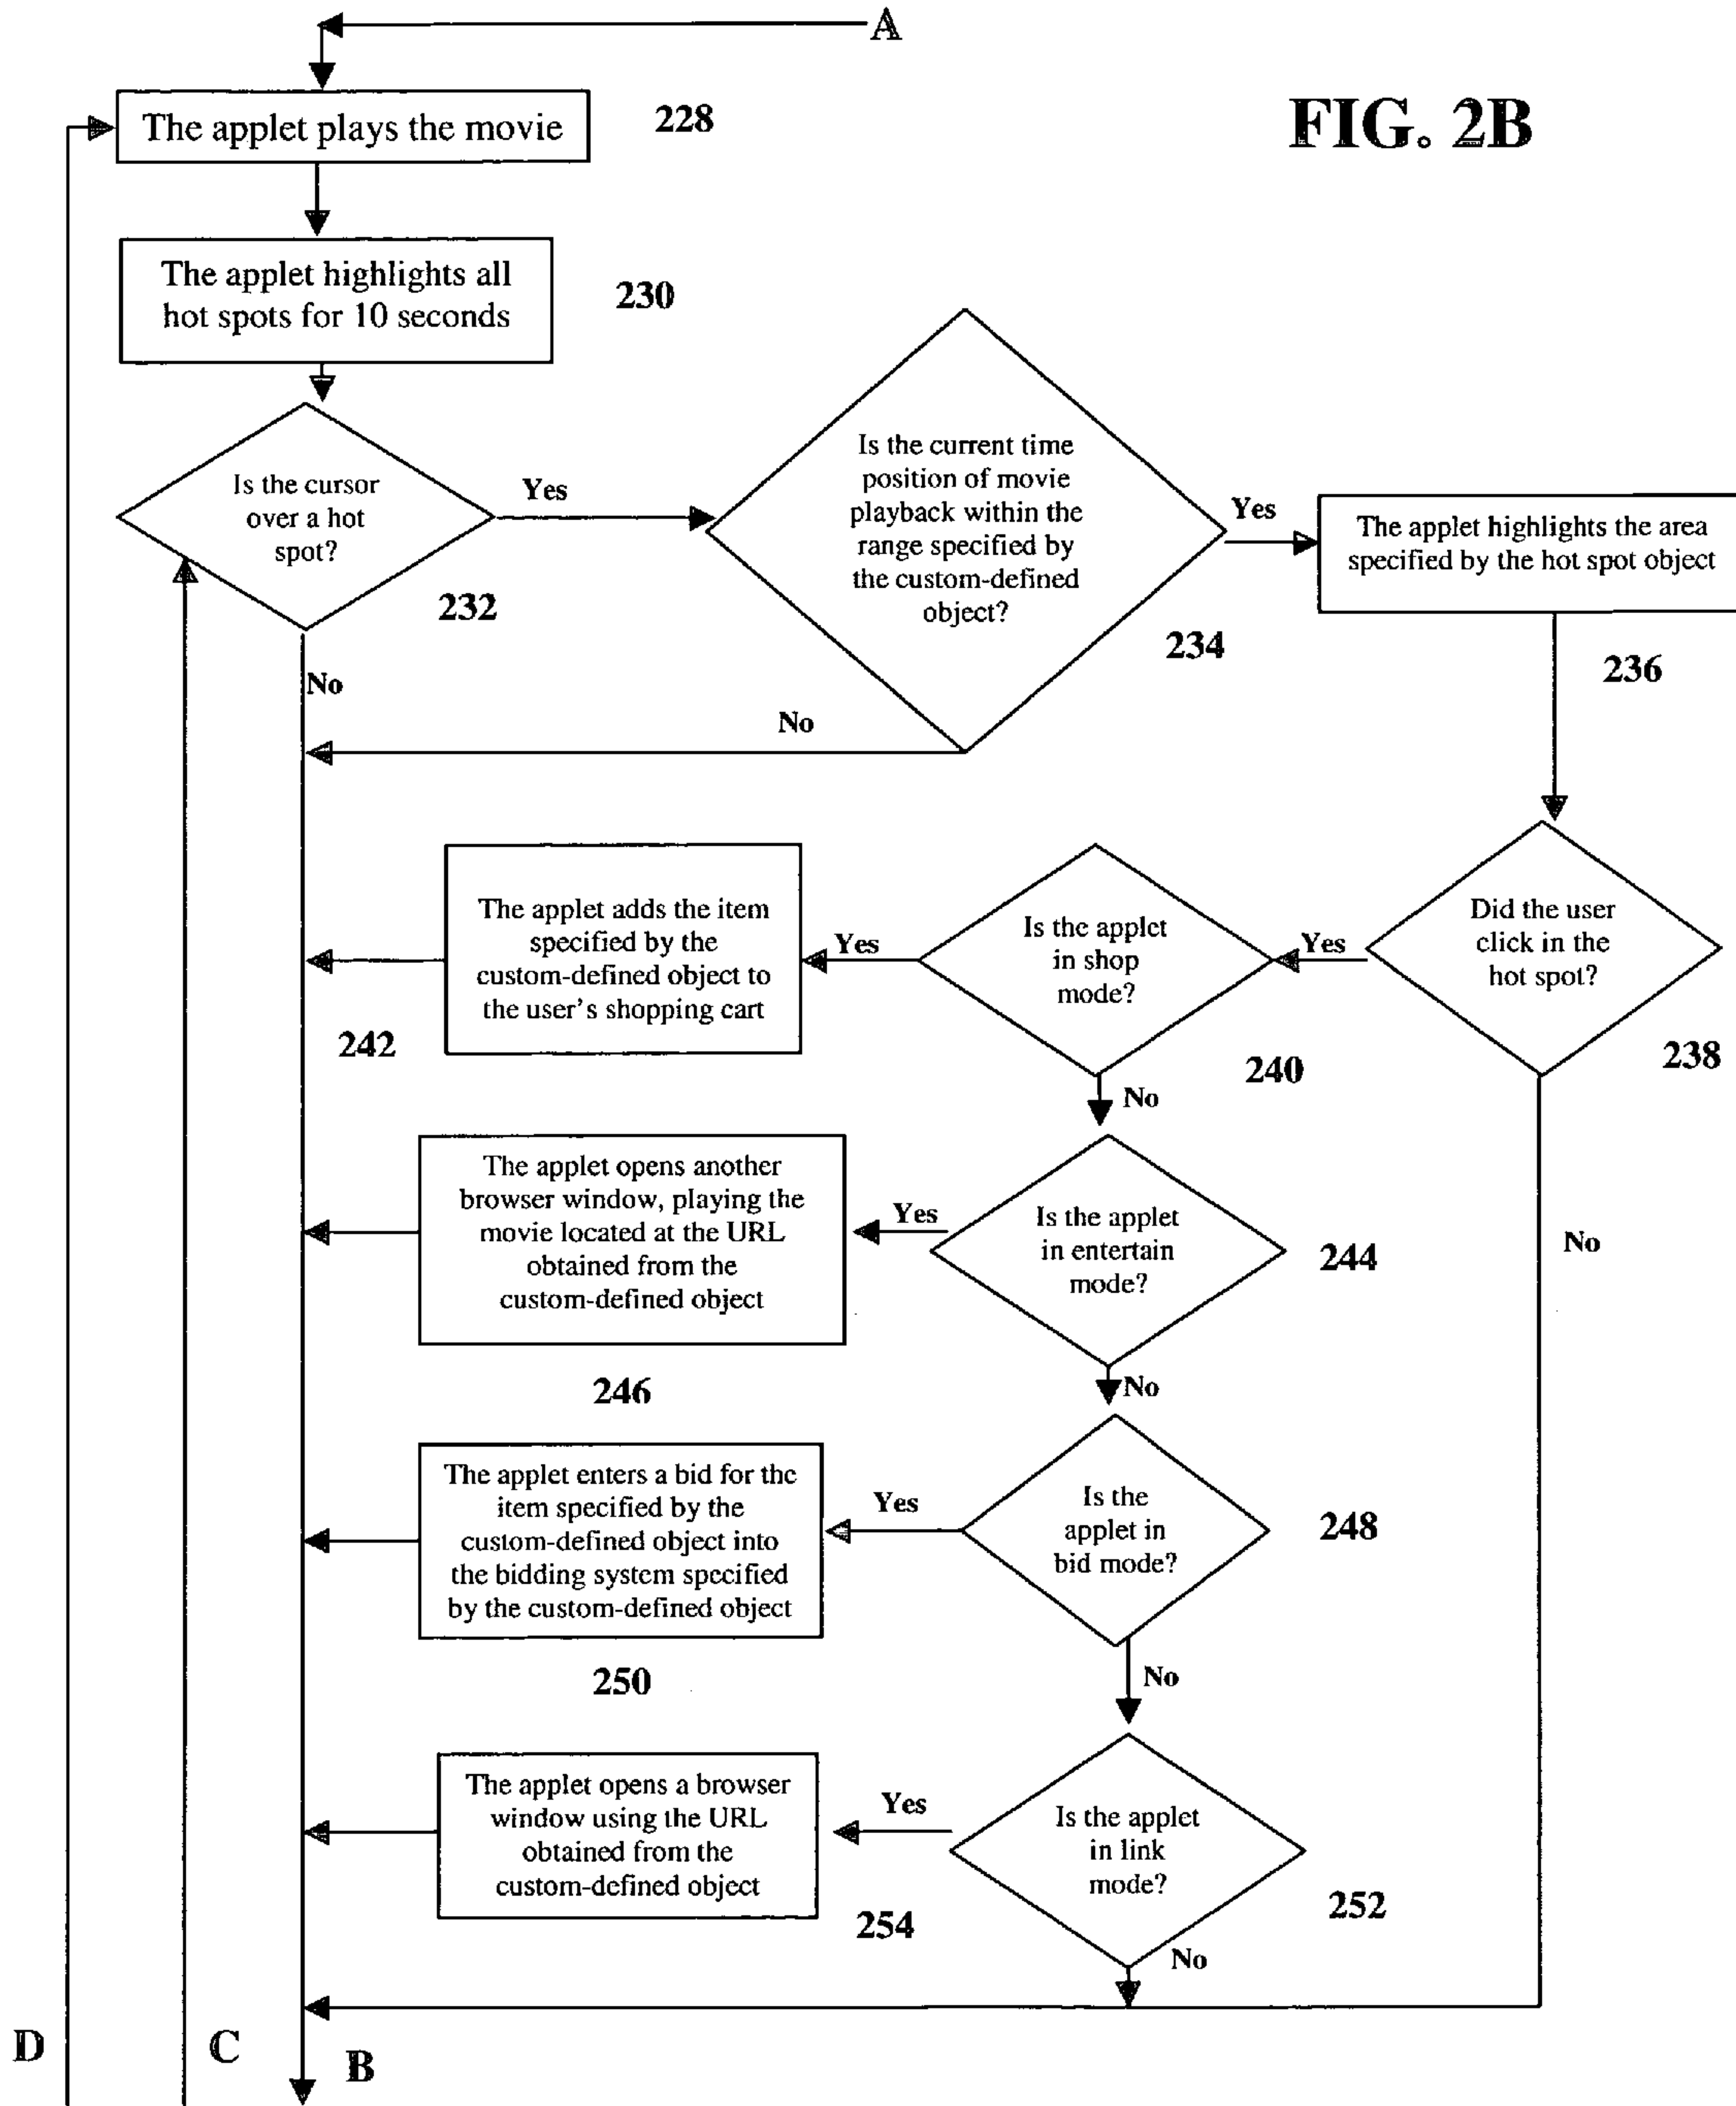 A
FIG. 2B
The applet plays the movie
228
The applet highlights all
hot spots for 10 seconds
230
Is the cursor
over a hot
spot?
232
Yes
No
Is the current time
position of movie
playback within the
range specified by
the custom-defined
object?
234
Yes
No
The applet highlights the area
specified by the hot spot object
236
Did the user
click in the
hot spot?
238
Yes
No
Is the applet
in shop
mode?
240
Yes
No
The applet adds the item
specified by the
custom-defined object to
the user's shopping cart
242
Is the applet
in entertain
mode?
244
Yes
No
The applet opens another
browser window, playing the
movie located at the URL
obtained from the
custom-defined object
246
Is the
applet in
bid mode?
248
Yes
No
The applet enters a bid for the
item specified by the
custom-defined object into
the bidding system specified
by the custom-defined object
250
Is the applet
in link
mode?
252
Yes
No
The applet opens a browser
window using the URL
obtained from the
custom-defined object
254
D
C
B